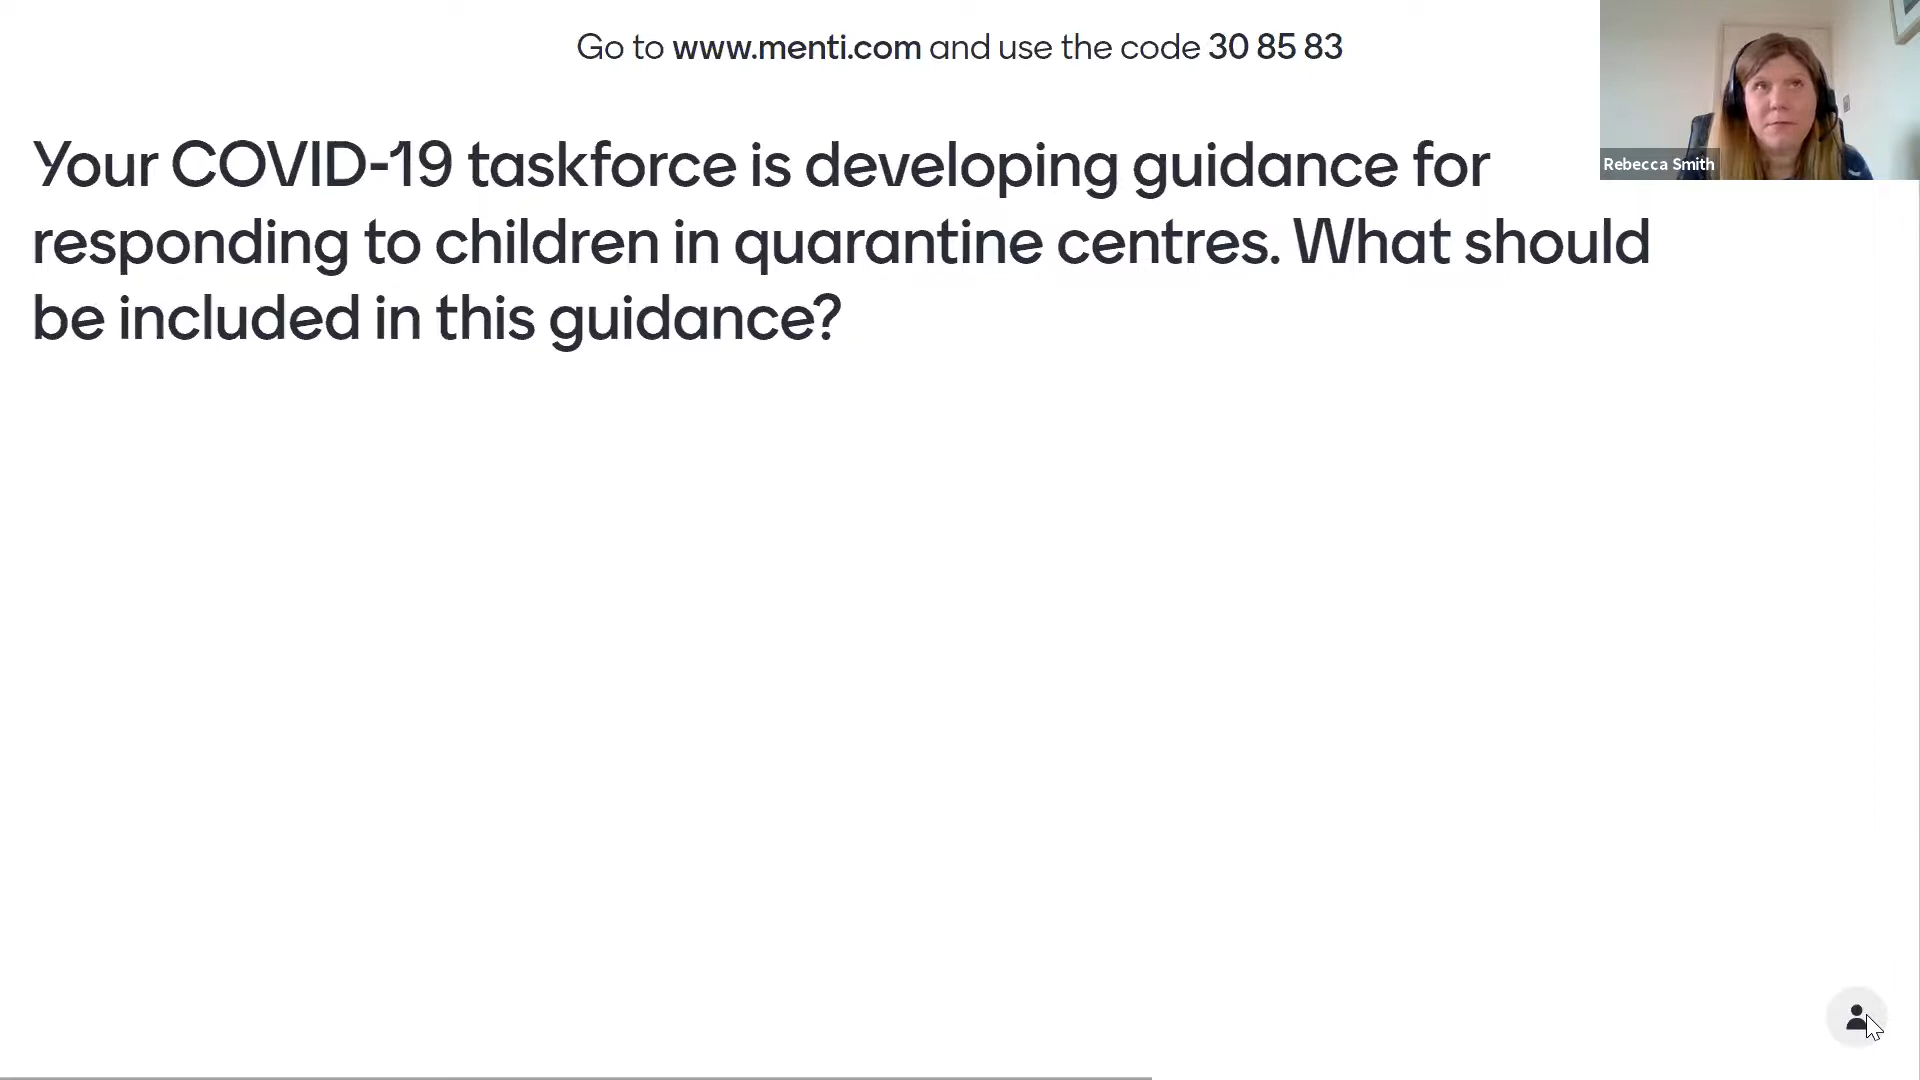 Go to www.menti.com and use the code 30 85 83
Your COVID-19 taskforce is developing guidance for
responding to children in quarantine centres. What should
be included in this guidance?
Rebecca Smith